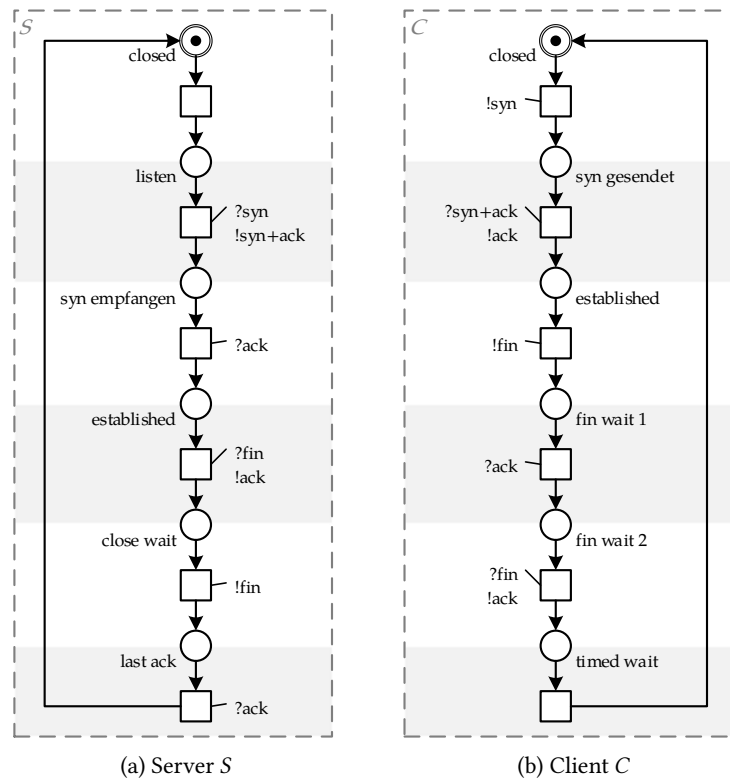 S
closed
listen
?syn
!syn+ack
syn empfangen
?ack
established
?fin
!ack
close wait
!fin
last ack
?ack
(a) Server S
C
closed
!syn
syn gesendet
?syn+ack
!ack
established
!fin
fin wait 1
?ack
fin wait 2
?fin
!ack
timed wait
(b) Client C